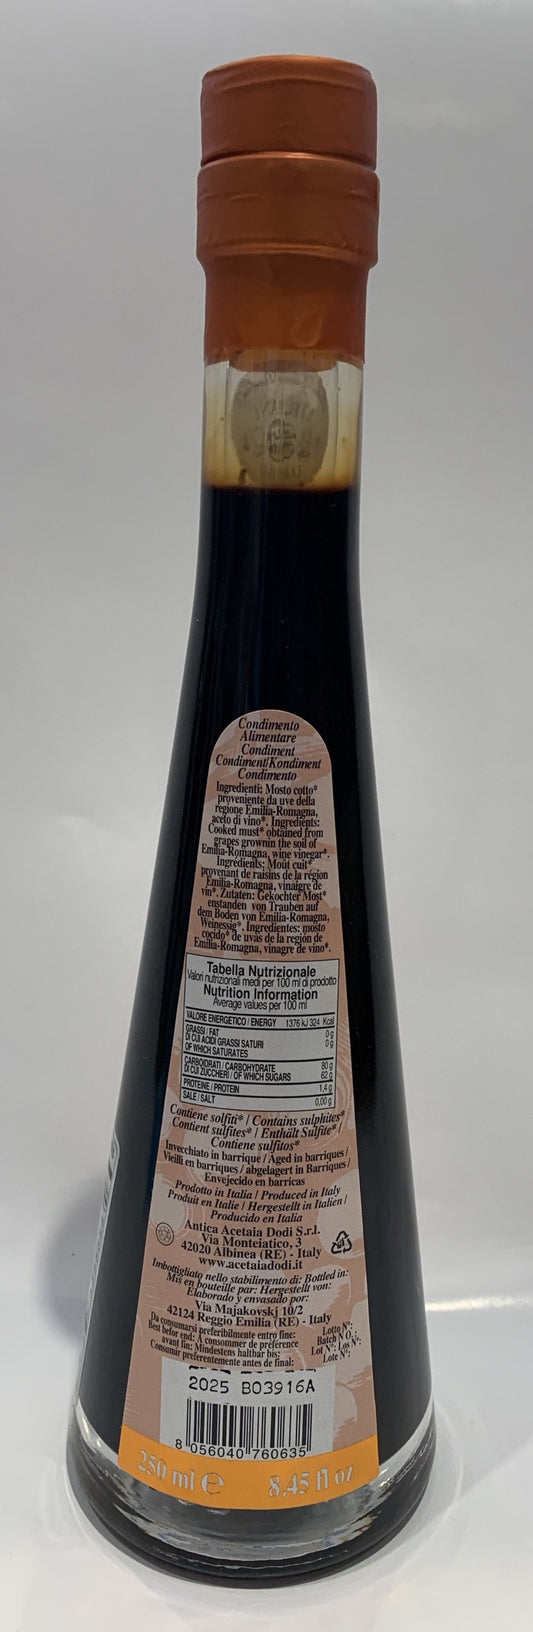 Condimento
Alimentare
Condiment
Condiment/Kondiment
Condimento
Ingredienti: Mosto cotto*
proveniente da uve della
regione Emilia-Romagna,
aceto di vino*. Ingredients:
Cooked must* obtained from
grapes grownin the soil of
Emilia-Romagna, wine vinegar*.
Ingrédients: Moût cuit*
provenant de raisins de la région
Emilia-Romagna, vinaigre de
vin*. Zutaten: Gekochter Most*
enstanden von Trauben auf
dem Boden von Emilia-Romagna,
Weinessig*. Ingredientes: mosto
cocido* de uvas de la región de
Emilia-Romagna, vinagre de vino*.
Tabella Nutrizionale
Valori nutrizionali medi per 100 ml di prodotto
Nutrition Information
Average values per 100 ml
VALORE ENERGETICO / ENERGY 1376 kJ/ 324 Kcal
GRASSI / FAT 0 g
DI CUI ACIDI GRASSI SATURI 0 g
OF WHICH SATURATES
CARBOIDRATI / CARBOHYDRATE 80 g
DI CUI ZUCCHERI / OF WHICH SUGARS 62 g
PROTEINE / PROTEIN 1,4 g
SALE / SALT 0,00 g
Contiene solfiti* / Contains sulphites*
Contient sulfites* / Enthält Sulfite* /
Contiene sulfitos*
Invecchiato in barrique / Aged in barriques /
Vieilli en barriques / abgelagert in Barriques /
Envejecido en barricas
Prodotto in Italia / Produced in Italy
Produit en Italie / Hergestellt in Italien /
Producido en Italia
Antica Acetaia Dodi S.r.l.
Via Monteiatico, 3
42020 Albinea (RE) - Italy
www.acetaiadodi.it
Imbottigliato nello stabilimento di: Bottled in:
Mis en bouteille par: Hergestellt von:
Elaborado y envasado por:
Via Majakovskj 10/2
42124 Reggio Emilia (RE) - Italy
Da consumarsi preferibilmente entro fine:
Best befor end: A consommer de préférence
avant fin: Mindestens haltbar bis:
Consumir preferentemente antes de final:
Lotto N°:
Batch N O.:
Lot N°: Los N°:
Lote N°:
2025 B03916A
8 056040 760635
250 ml ℮ 8.45 fl oz